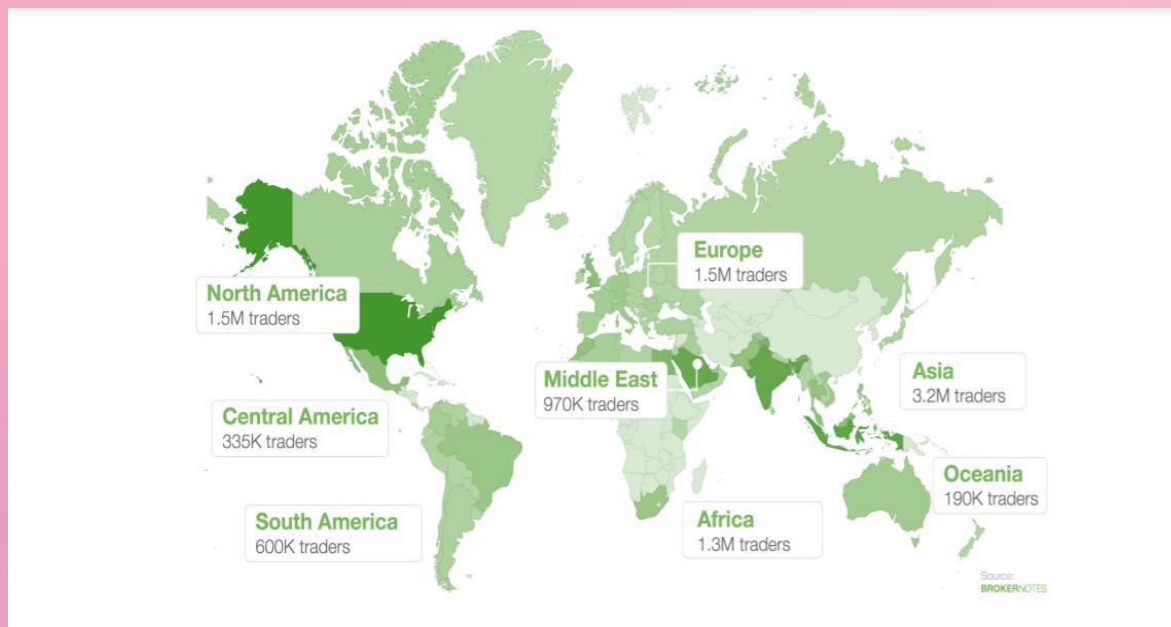 Europe
1.5M traders
North America
1.5M traders
Middle East
970K traders
Asia
3.2M traders
Central America
335K traders
Oceania
190K traders
South America
600K traders
Africa
1.3M traders
Source:
BROKERNOTES